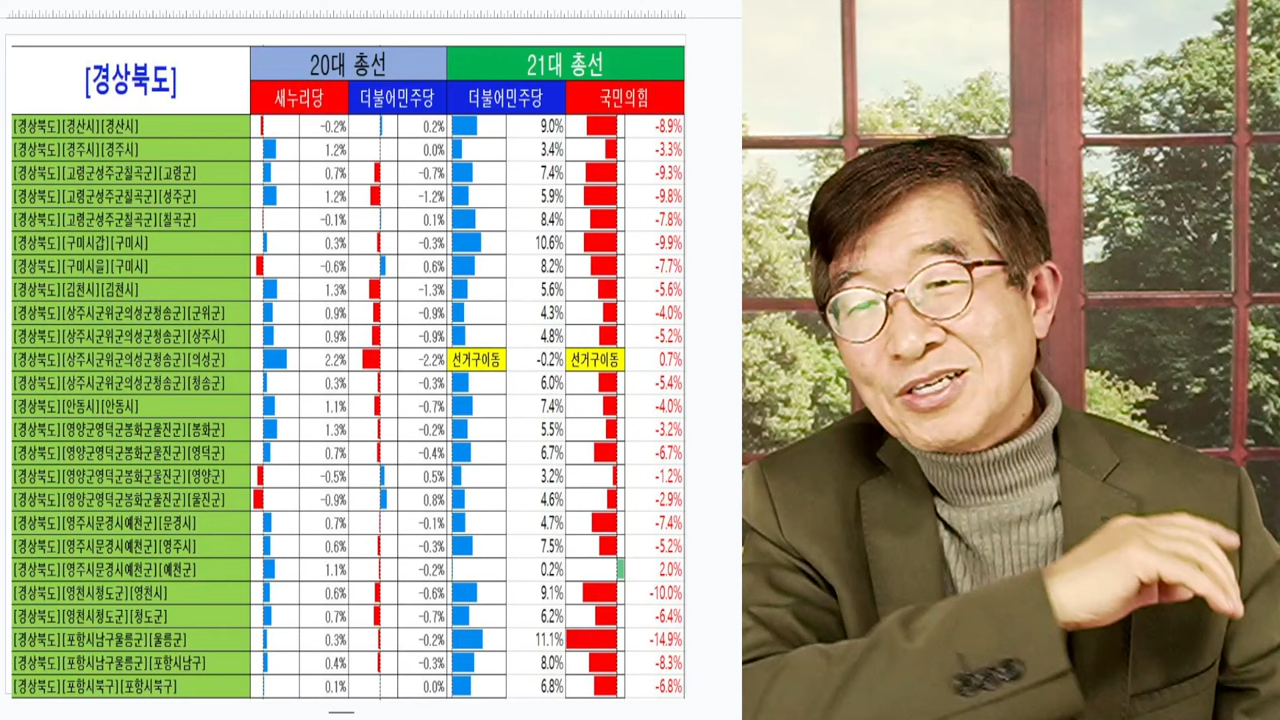 [경상북도] 20대 총선 21대 총선
새누리당 더불어민주당 더불어민주당 국민의힘
[경상북도][경산시][경산시] -0.2% 0.2% 9.0% -8.9%
[경상북도][경주시][경주시] 1.2% 0.0% 3.4% -3.3%
[경상북도][고령군성주군칠곡군][고령군] 0.7% -0.7% 7.4% -9.3%
[경상북도][고령군성주군칠곡군][성주군] 1.2% -1.2% 5.9% -9.8%
[경상북도][고령군성주군칠곡군][칠곡군] -0.1% 0.1% 8.4% -7.8%
[경상북도][구미시갑][구미시] 0.3% -0.3% 10.6% -9.9%
[경상북도][구미시을][구미시] -0.6% 0.6% 8.2% -7.7%
[경상북도][김천시][김천시] 1.3% -1.3% 5.6% -5.6%
[경상북도][상주시군위군의성군청송군][군위군] 0.9% -0.9% 4.3% -4.0%
[경상북도][상주시군위군의성군청송군][상주시] 0.9% -0.9% 4.8% -5.2%
[경상북도][상주시군위군의성군청송군][의성군] 2.2% -2.2% 선거구이동 -0.2% 선거구이동 0.7%
[경상북도][상주시군위군의성군청송군][청송군] 0.3% -0.3% 6.0% -5.4%
[경상북도][안동시][안동시] 1.1% -0.7% 7.4% -4.0%
[경상북도][영양군영덕군봉화군울진군][봉화군] 1.3% -0.2% 5.5% -3.2%
[경상북도][영양군영덕군봉화군울진군][영덕군] 0.7% -0.4% 6.7% -6.7%
[경상북도][영양군영덕군봉화군울진군][영양군] -0.5% 0.5% 3.2% -1.2%
[경상북도][영양군영덕군봉화군울진군][울진군] -0.9% 0.8% 4.6% -2.9%
[경상북도][영주시문경시예천군][문경시] 0.7% -0.1% 4.7% -7.4%
[경상북도][영주시문경시예천군][영주시] 0.6% -0.3% 7.5% -5.2%
[경상북도][영주시문경시예천군][예천군] 1.1% -0.2% 0.2% 2.0%
[경상북도][영천시청도군][영천시] 0.6% -0.6% 9.1% -10.0%
[경상북도][영천시청도군][청도군] 0.7% -0.7% 6.2% -6.4%
[경상북도][포항시남구울릉군][울릉군] 0.3% -0.2% 11.1% -14.9%
[경상북도][포항시남구울릉군][포항시남구] 0.4% -0.3% 8.0% -8.3%
[경상북도][포항시북구][포항시북구] 0.1% 0.0% 6.8% -6.8%